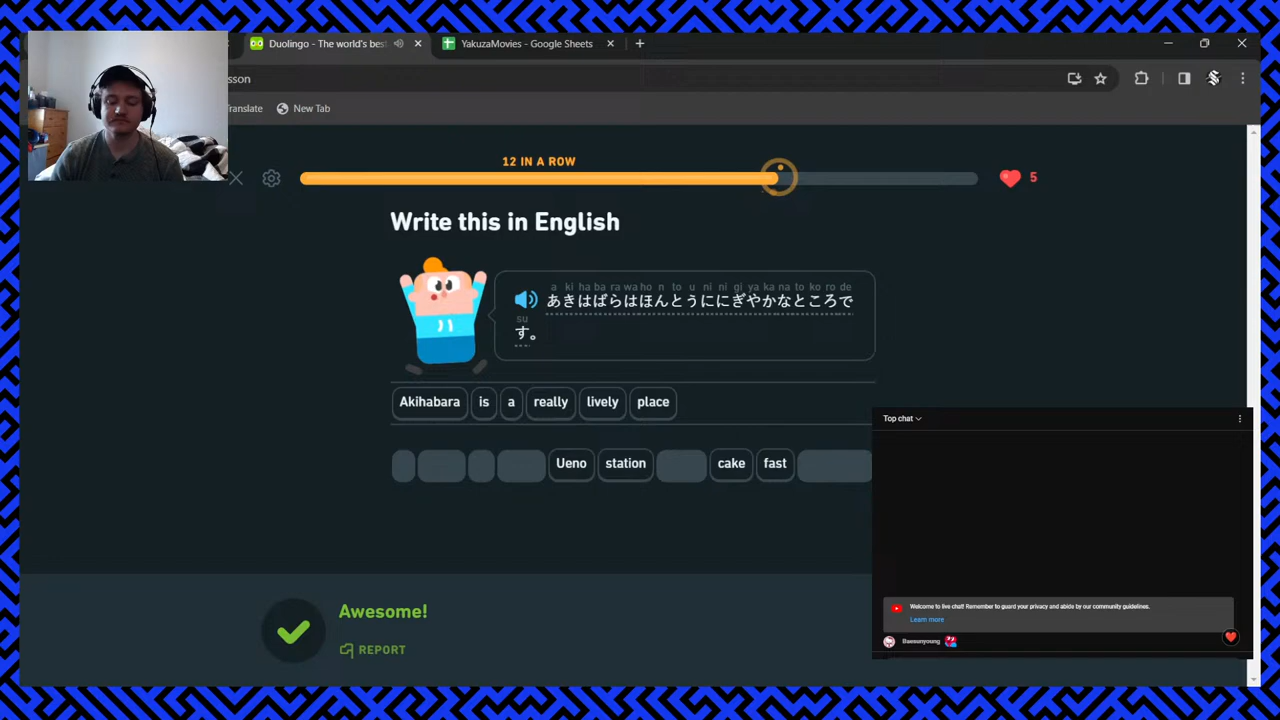 Duolingo - The world's bes
YakuzaMovies - Google Sheets
sson
Translate
New Tab
12 IN A ROW
5
Write this in English
a ki ha ba ra wa ho n to u ni ni gi ya ka na to ko ro de
あきはばらはほんとうににぎやかなところで
su
す。
Akihabara is a really lively place
Ueno station cake fast
Top chat
Welcome to live chat! Remember to guard your privacy and abide by our community guidelines.
Learn more
Baesunyoung
Awesome!
REPORT